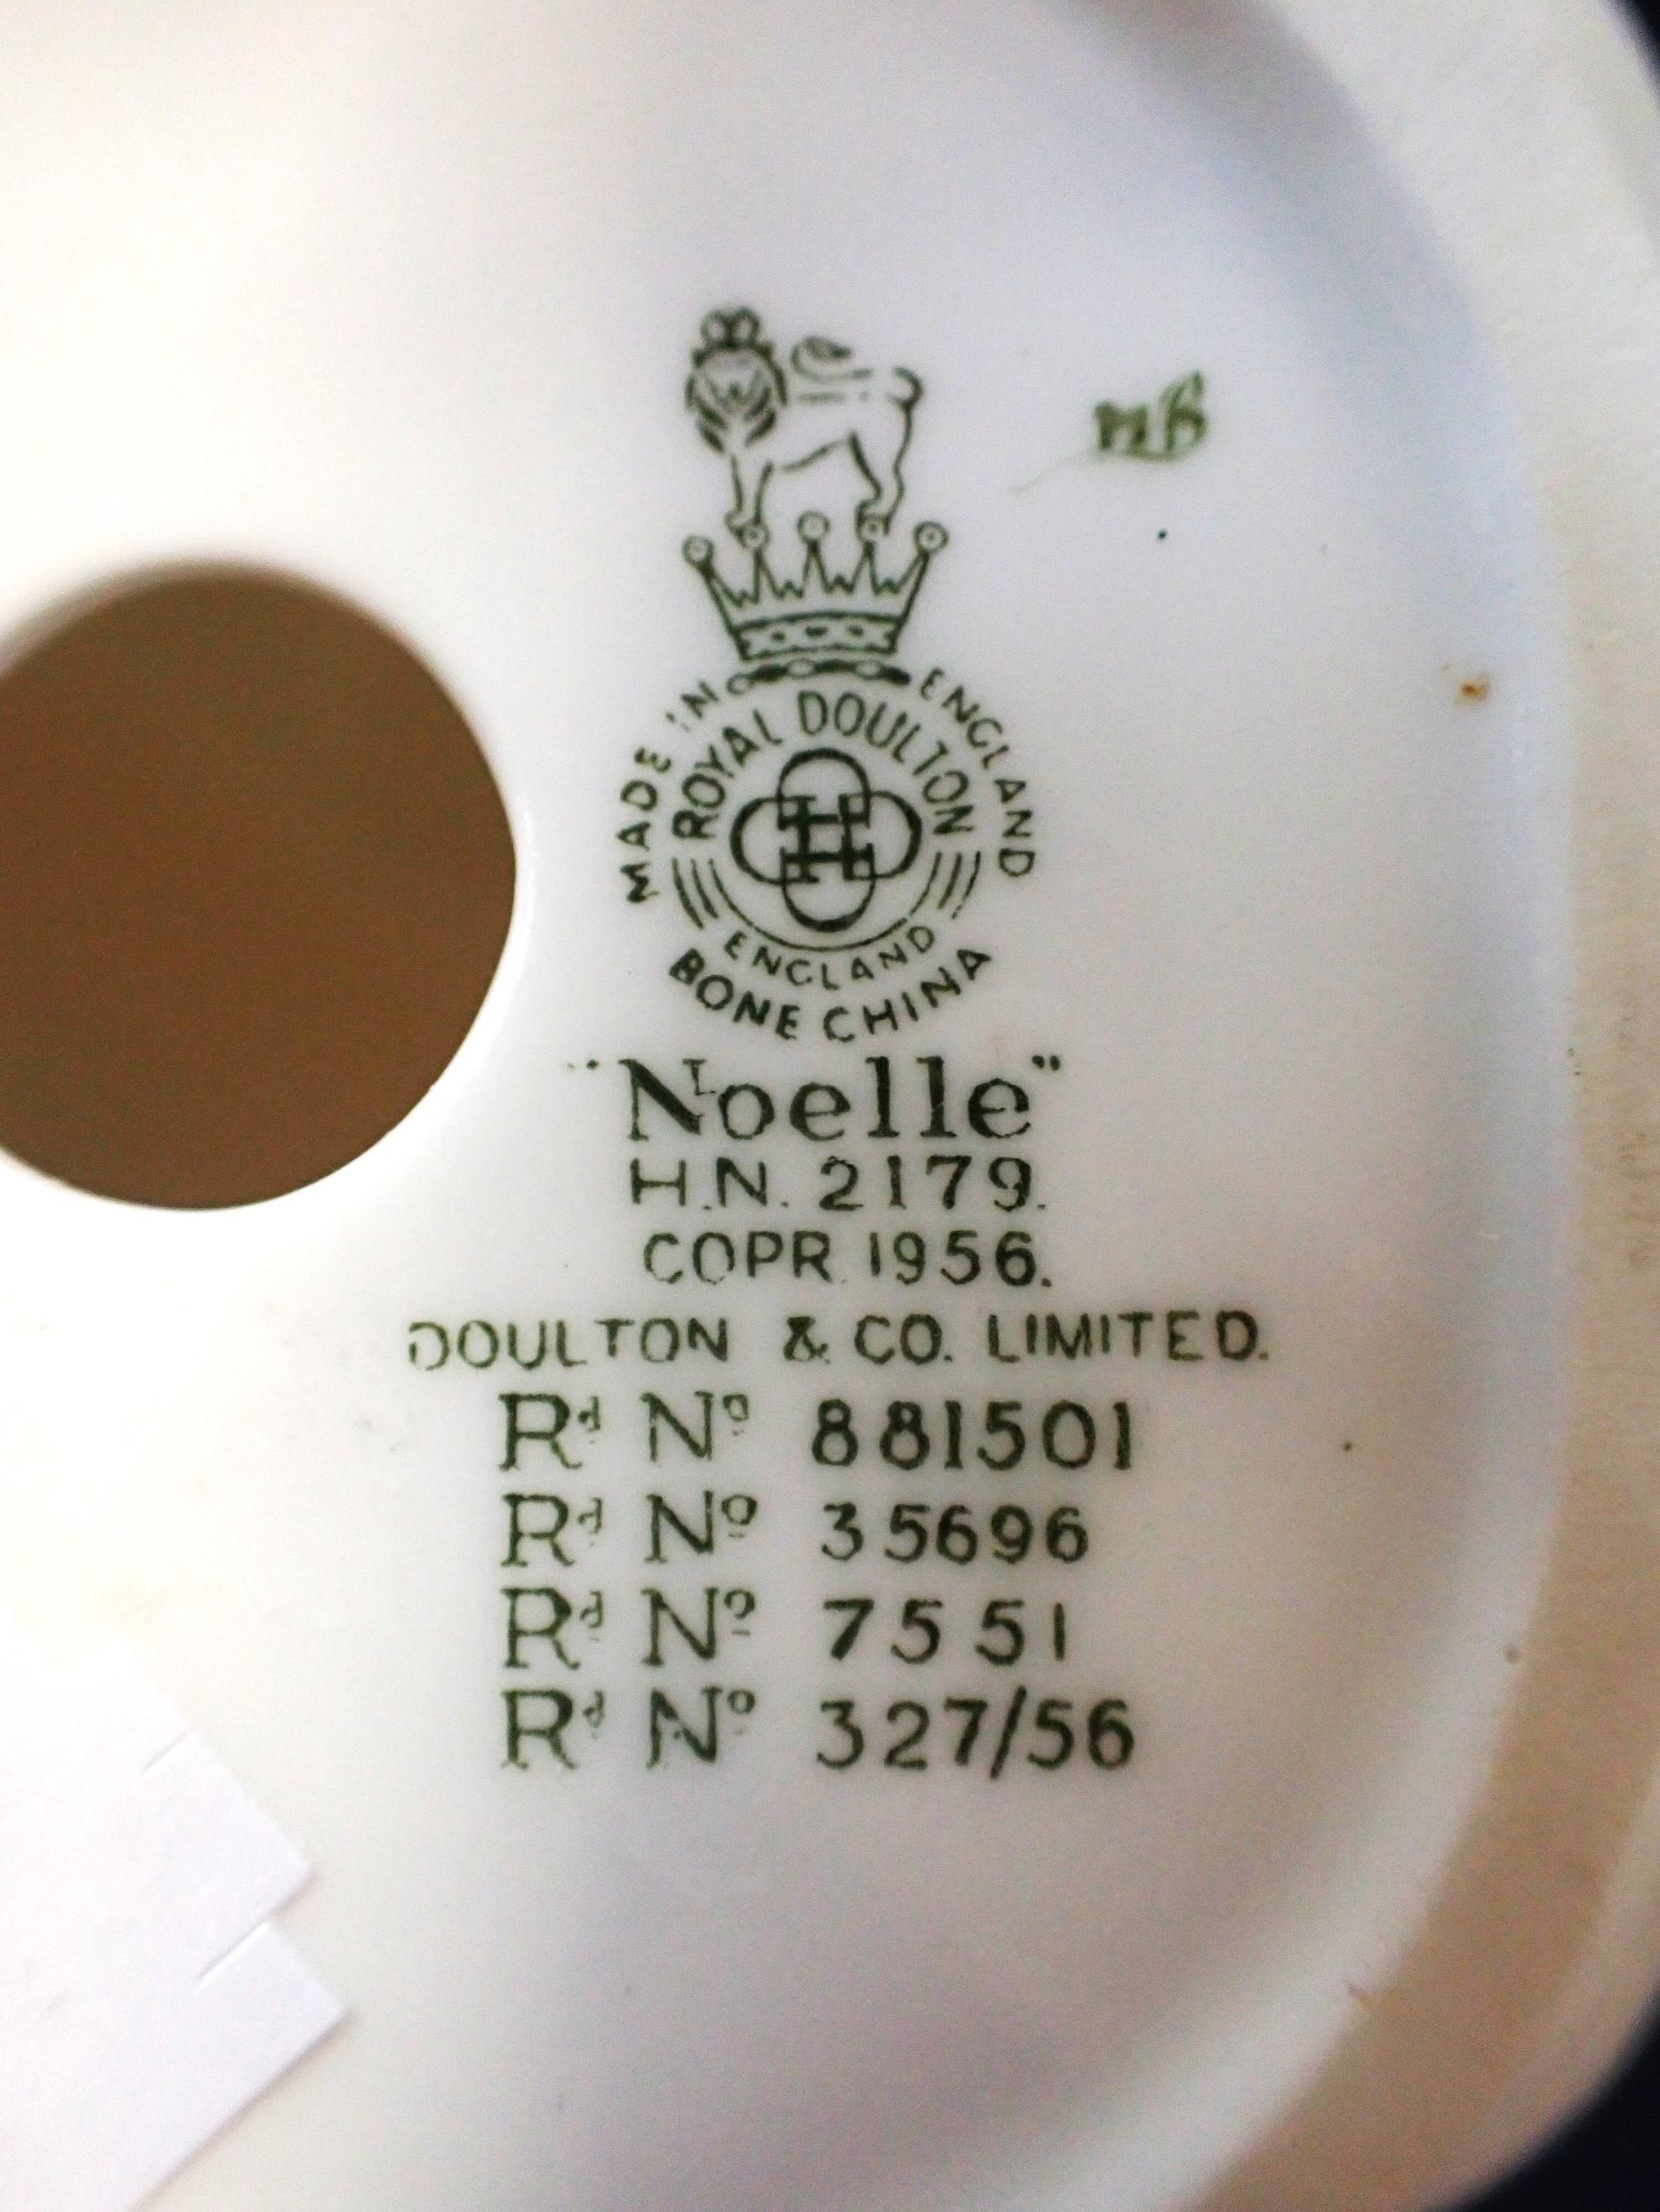 MADE IN ENGLAND
ROYAL DOULTON
ENGLAND
BONE CHINA
"Noelle"
H.N. 2179.
COPR. 1956.
DOULTON & CO. LIMITED.
Rd No 881501
Rd No 35696
Rd No 7551
Rd No 327/56